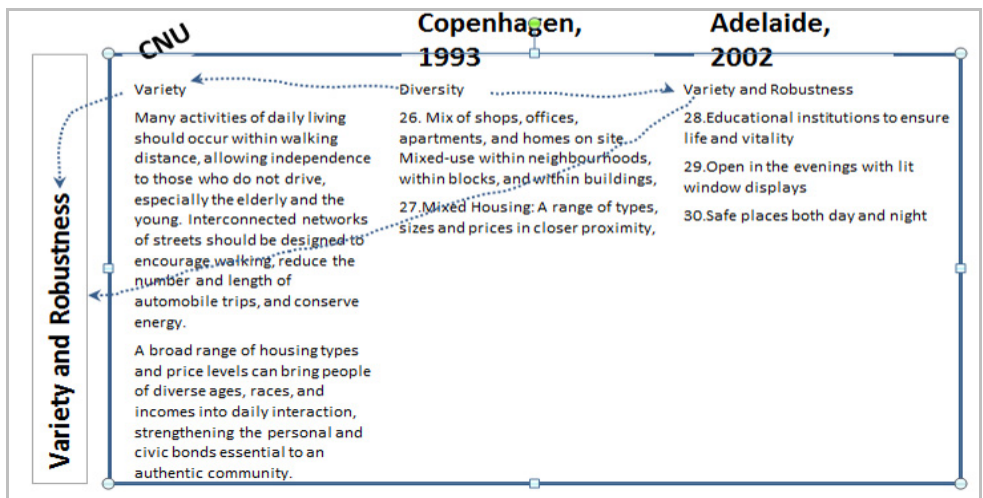 CNU
Copenhagen,
1993
Adelaide,
2002
Variety and Robustness
Variety
Many activities of daily living
should occur within walking
distance, allowing independence
to those who do not drive,
especially the elderly and the
young. Interconnected networks
of streets should be designed to
encourage walking, reduce the
number and length of
automobile trips, and conserve
energy.
A broad range of housing types
and price levels can bring people
of diverse ages, races, and
incomes into daily interaction,
strengthening the personal and
civic bonds essential to an
authentic community.
Diversity
26. Mix of shops, offices,
apartments, and homes on site.
Mixed-use within neighbourhoods,
within blocks, and within buildings,
27.Mixed Housing: A range of types,
sizes and prices in closer proximity,
Variety and Robustness
28.Educational institutions to ensure
life and vitality
29.Open in the evenings with lit
window displays
30.Safe places both day and night